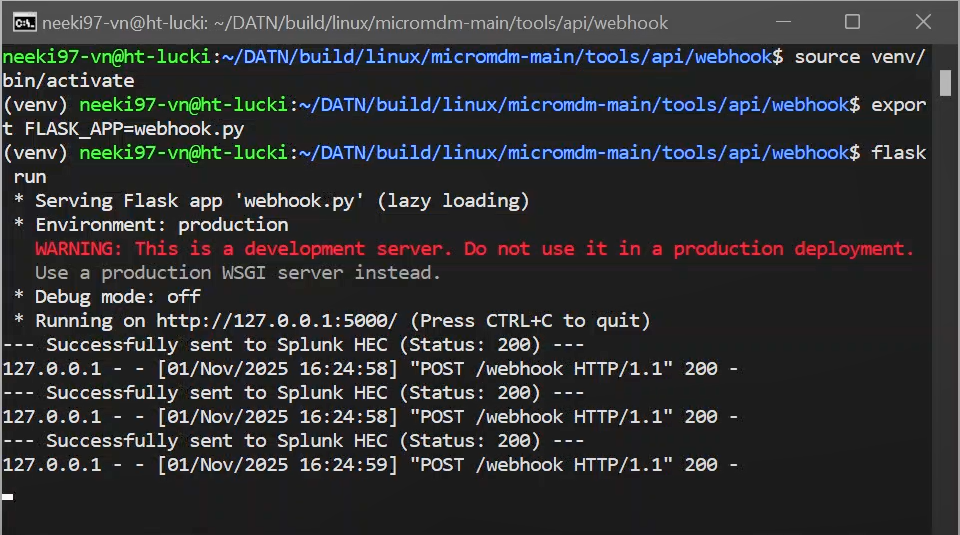 neeki97-vn@ht-lucki: ~/DATN/build/linux/micromdm-main/tools/api/webhook
neeki97-vn@ht-lucki:~/DATN/build/linux/micromdm-main/tools/api/webhook$ source venv/
bin/activate
(venv) neeki97-vn@ht-lucki:~/DATN/build/linux/micromdm-main/tools/api/webhook$ expor
t FLASK_APP=webhook.py
(venv) neeki97-vn@ht-lucki:~/DATN/build/linux/micromdm-main/tools/api/webhook$ flask
 run
 * Serving Flask app 'webhook.py' (lazy loading)
 * Environment: production
   WARNING: This is a development server. Do not use it in a production deployment.
   Use a production WSGI server instead.
 * Debug mode: off
 * Running on http://127.0.0.1:5000/ (Press CTRL+C to quit)
--- Successfully sent to Splunk HEC (Status: 200) ---
127.0.0.1 - - [01/Nov/2025 16:24:58] "POST /webhook HTTP/1.1" 200 -
--- Successfully sent to Splunk HEC (Status: 200) ---
127.0.0.1 - - [01/Nov/2025 16:24:58] "POST /webhook HTTP/1.1" 200 -
--- Successfully sent to Splunk HEC (Status: 200) ---
127.0.0.1 - - [01/Nov/2025 16:24:59] "POST /webhook HTTP/1.1" 200 -